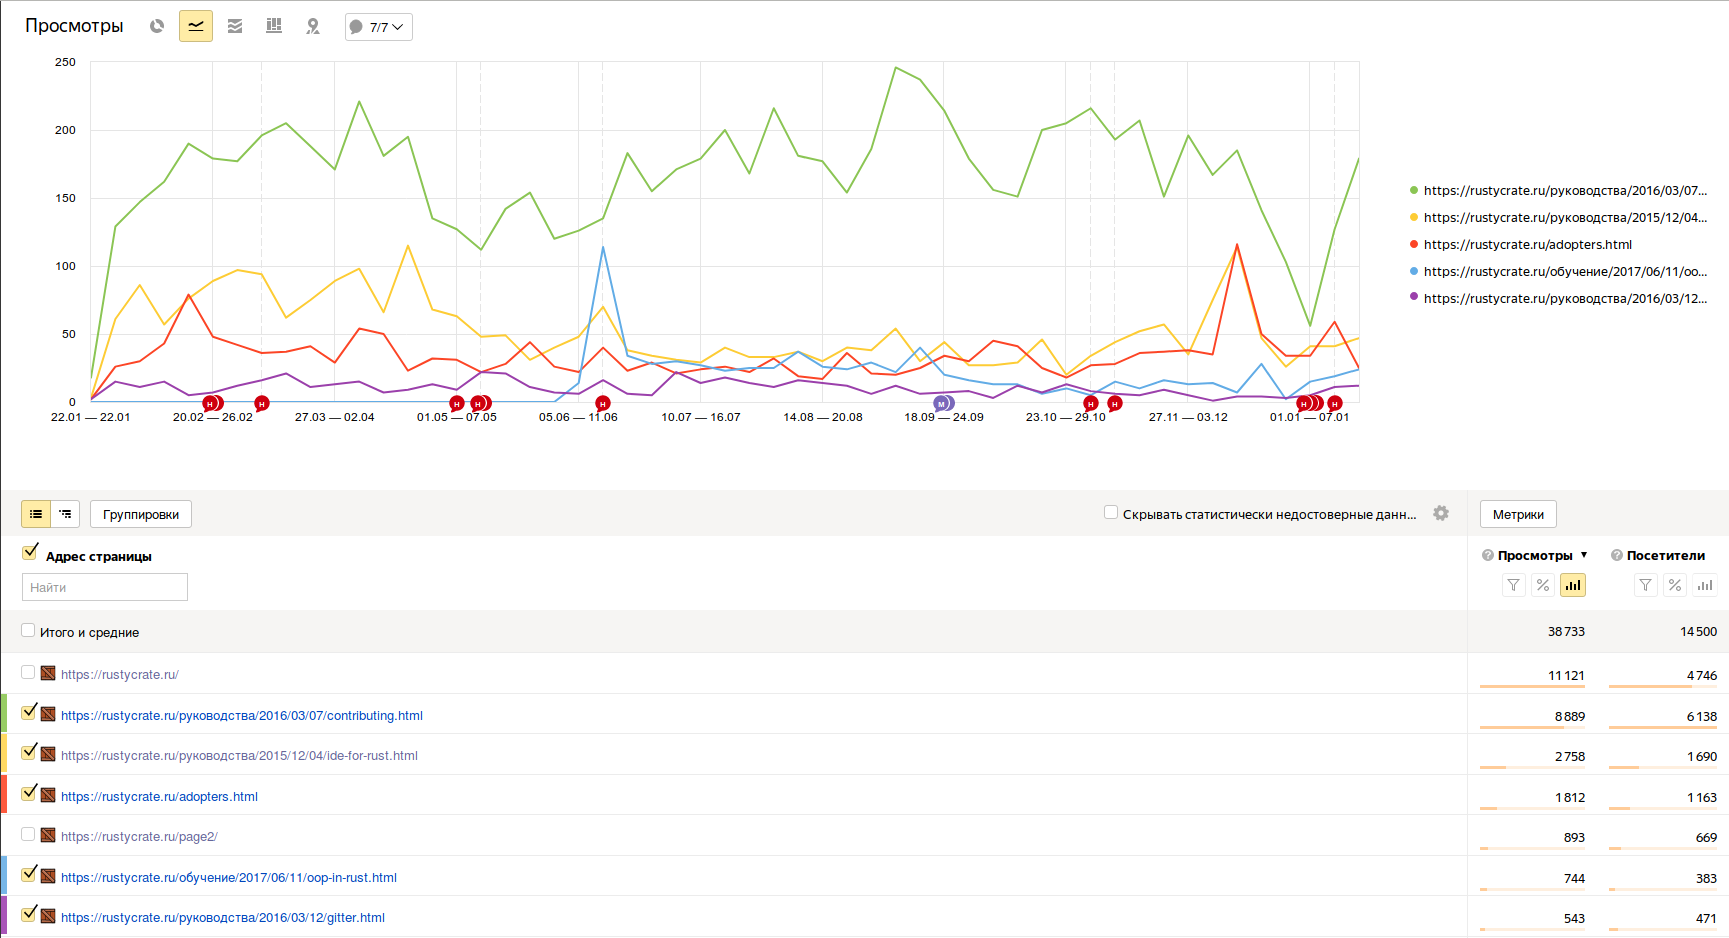 Просмотры
7/7
250
200
150
100
50
0
22.01 — 22.01
20.02 — 26.02
27.03 — 02.04
01.05 — 07.05
05.06 — 11.06
10.07 — 16.07
14.08 — 20.08
18.09 — 24.09
23.10 — 29.10
27.11 — 03.12
01.01 — 07.01
Н
Н
Н
Н
Н
М
Н
Н
Н
Н
https://rustycrate.ru/руководства/2016/03/07...
https://rustycrate.ru/руководства/2015/12/04...
https://rustycrate.ru/adopters.html
https://rustycrate.ru/обучение/2017/06/11/oo...
https://rustycrate.ru/руководства/2016/03/12...
Группировки
Скрывать статистически недостоверные данн...
Метрики
Адрес страницы
Найти
? Просмотры ▼
%
? Посетители
%
Итого и средние 38 733 14 500
https://rustycrate.ru/ 11 121 4 746
https://rustycrate.ru/руководства/2016/03/07/contributing.html 8 889 6 138
https://rustycrate.ru/руководства/2015/12/04/ide-for-rust.html 2 758 1 690
https://rustycrate.ru/adopters.html 1 812 1 163
https://rustycrate.ru/page2/ 893 669
https://rustycrate.ru/обучение/2017/06/11/oop-in-rust.html 744 383
https://rustycrate.ru/руководства/2016/03/12/gitter.html 543 471